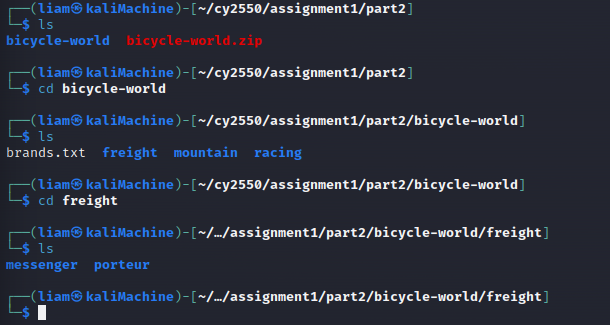 ┌──(liam㉿kaliMachine)-[~/cy2550/assignment1/part2]
└─$ ls
bicycle-world  bicycle-world.zip
┌──(liam㉿kaliMachine)-[~/cy2550/assignment1/part2]
└─$ cd bicycle-world
┌──(liam㉿kaliMachine)-[~/cy2550/assignment1/part2/bicycle-world]
└─$ ls
brands.txt  freight  mountain  racing
┌──(liam㉿kaliMachine)-[~/cy2550/assignment1/part2/bicycle-world]
└─$ cd freight
┌──(liam㉿kaliMachine)-[~/…/assignment1/part2/bicycle-world/freight]
└─$ ls
messenger  porteur
┌──(liam㉿kaliMachine)-[~/…/assignment1/part2/bicycle-world/freight]
└─$